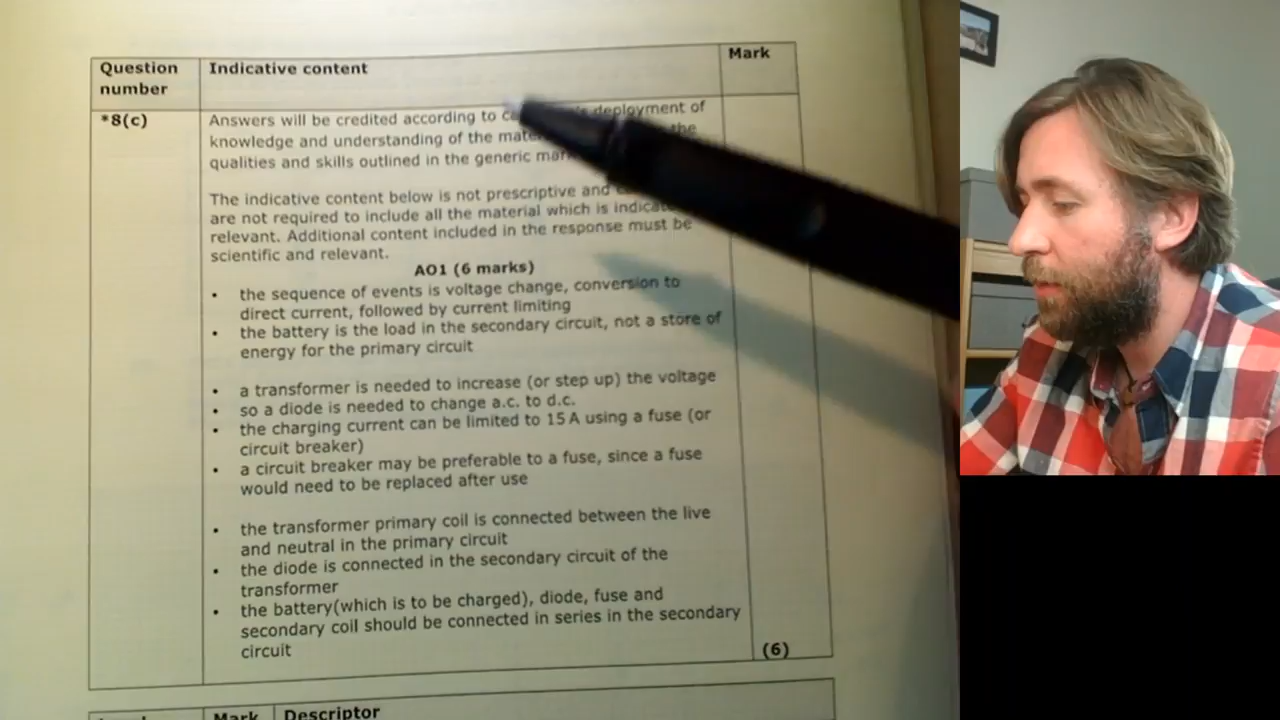 Question number
Indicative content
Mark
*8(c)
Answers will be credited according to deployment of
knowledge and understanding of the the
qualities and skills outlined in the generic
The indicative content below is not prescriptive and
are not required to include all the material which is
relevant. Additional content included in the response must be
scientific and relevant.
AO1 (6 marks)
• the sequence of events is voltage change, conversion to
direct current, followed by current limiting
• the battery is the load in the secondary circuit, not a store of
energy for the primary circuit
• a transformer is needed to increase (or step up) the voltage
• so a diode is needed to change a.c. to d.c.
• the charging current can be limited to 15 A using a fuse (or
circuit breaker)
• a circuit breaker may be preferable to a fuse, since a fuse
would need to be replaced after use
• the transformer primary coil is connected between the live
and neutral in the primary circuit
• the diode is connected in the secondary circuit of the
transformer
• the battery(which is to be charged), diode, fuse and
secondary coil should be connected in series in the secondary
circuit
(6)
Mark Descriptor